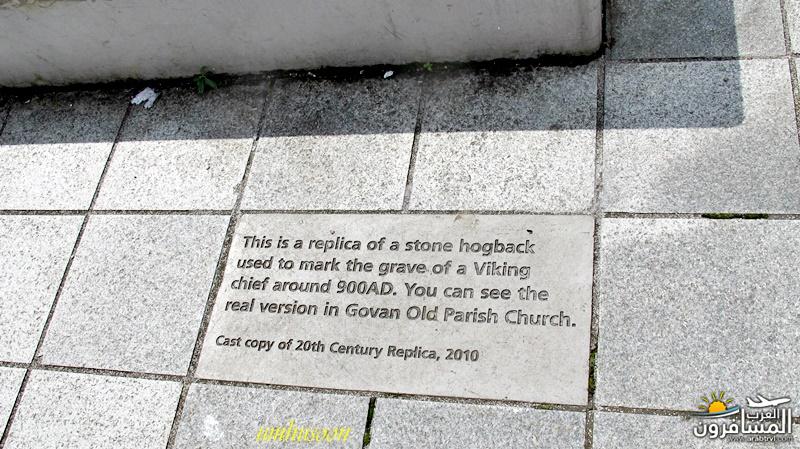 This is a replica of a stone hogback
used to mark the grave of a Viking
chief around 900AD. You can see the
real version in Govan Old Parish Church.
Cast copy of 20th Century Replica, 2010
العرب
المسافرون
www.arabtrvl.com